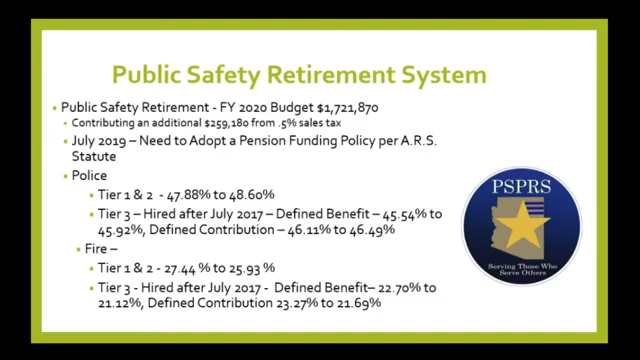 Public Safety Retirement System
• Public Safety Retirement - FY 2020 Budget $1,721,870
• Contributing an additional $259,180 from .5% sales tax
• July 2019 – Need to Adopt a Pension Funding Policy per A.R.S.
Statute
• Police
• Tier 1 & 2 - 47.88% to 48.60%
• Tier 3 – Hired after July 2017 – Defined Benefit – 45.54% to
45.92%, Defined Contribution – 46.11% to 46.49%
• Fire –
• Tier 1 & 2 - 27.44 % to 25.93 %
• Tier 3 - Hired after July 2017 - Defined Benefit– 22.70% to
21.12%, Defined Contribution 23.27% to 21.69%
PSPRS
Serving Those Who
Serve Others